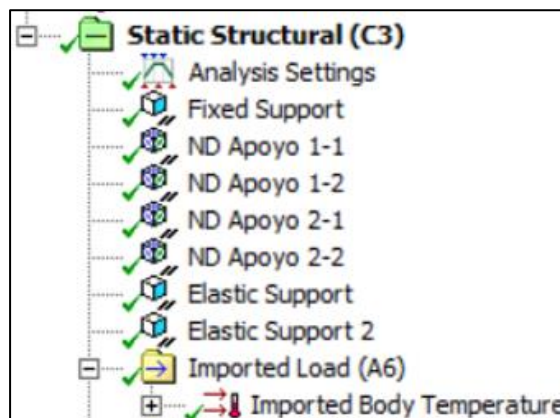 Static Structural (C3)
Analysis Settings
Fixed Support
ND Apoyo 1-1
ND Apoyo 1-2
ND Apoyo 2-1
ND Apoyo 2-2
Elastic Support
Elastic Support 2
Imported Load (A6)
Imported Body Temperature